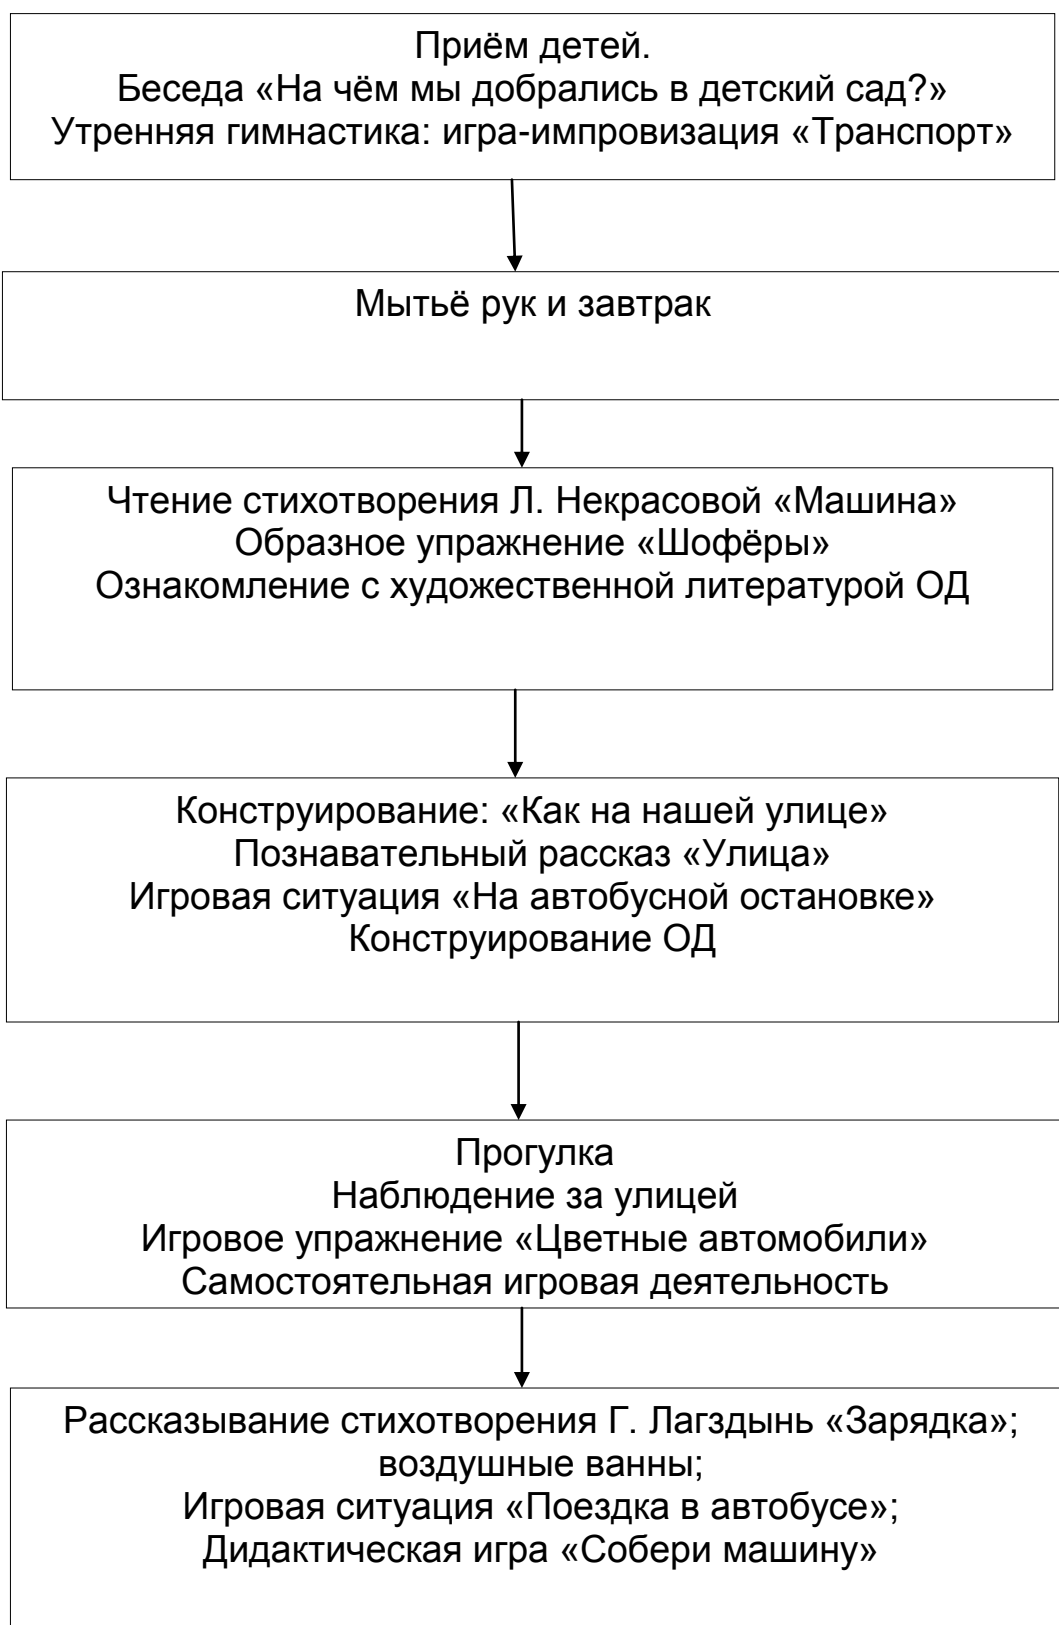 Приём детей.
Беседа «На чём мы добрались в детский сад?»
Утренняя гимнастика: игра-импровизация «Транспорт»
Мытьё рук и завтрак
Чтение стихотворения Л. Некрасовой «Машина»
Образное упражнение «Шофёры»
Ознакомление с художественной литературой ОД
Конструирование: «Как на нашей улице»
Познавательный рассказ «Улица»
Игровая ситуация «На автобусной остановке»
Конструирование ОД
Прогулка
Наблюдение за улицей
Игровое упражнение «Цветные автомобили»
Самостоятельная игровая деятельность
Рассказывание стихотворения Г. Лагздынь «Зарядка»;
воздушные ванны;
Игровая ситуация «Поездка в автобусе»;
Дидактическая игра «Собери машину»